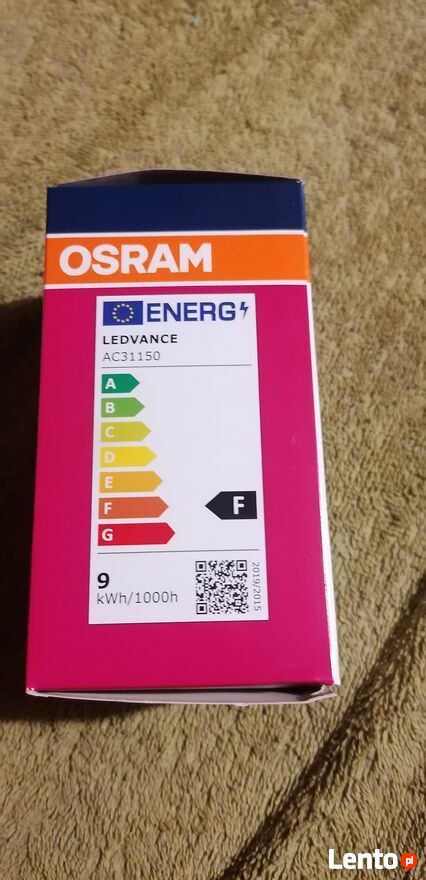 OSRAM
ENERG
LEDVANCE
AC31150
A
B
C
D
E
F
F
G
9
kWh/1000h
2019/2015
Lento.pl